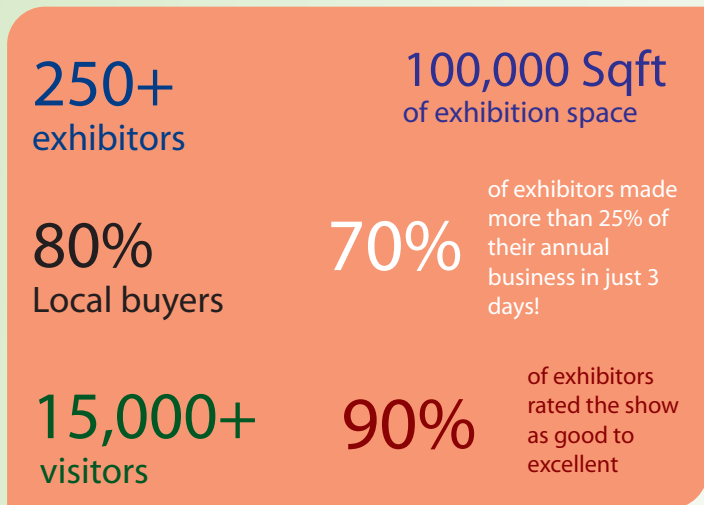 250+
exhibitors
100,000 Sqft
of exhibition space
80%
Local buyers
70%
of exhibitors made
more than 25% of
their annual
business in just 3
days!
15,000+
visitors
90%
of exhibitors
rated the show
as good to
excellent